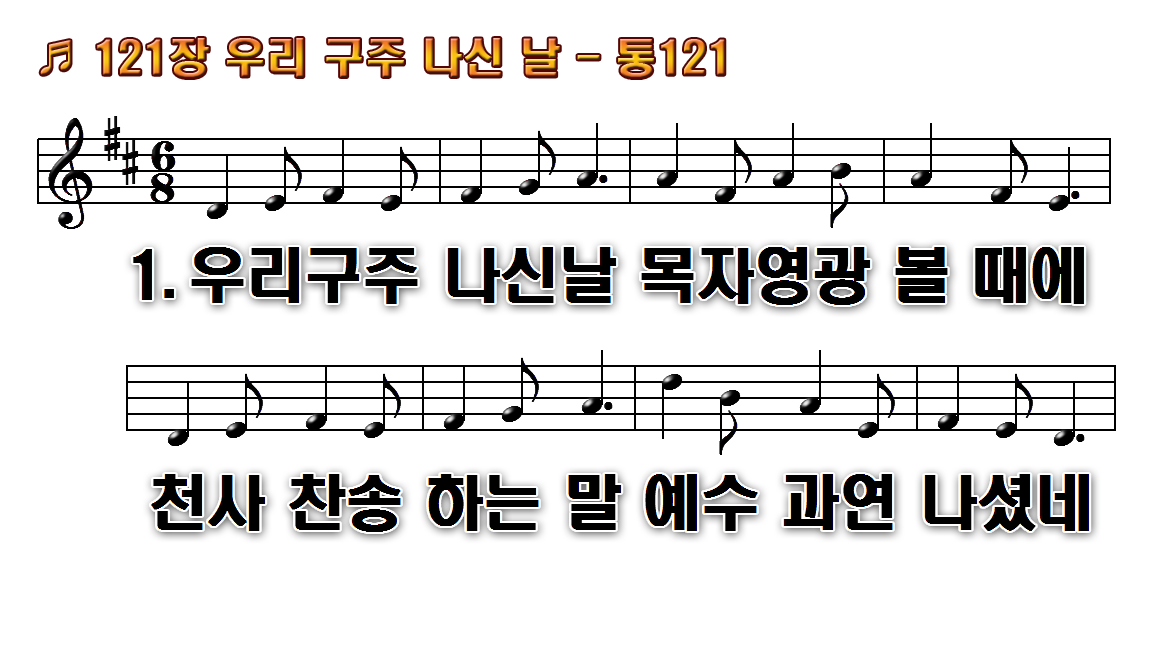 121장 우리 구주 나신 날 - 통121
6
8
1. 우리구주 나신날 목자영광 볼 때에
천사 찬송 하는 말 예수 과연 나셨네